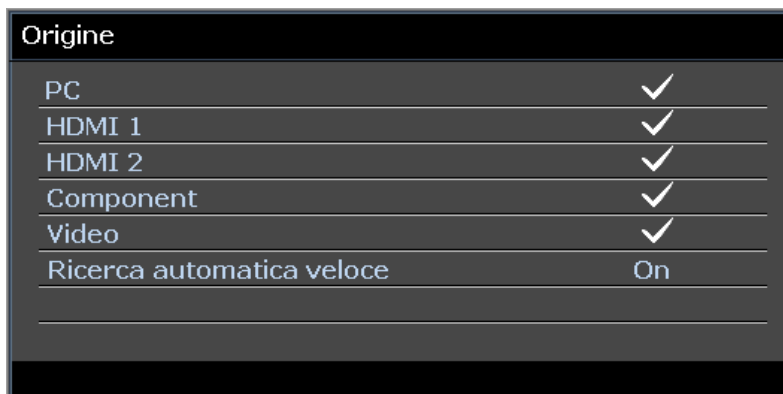 Origine
PC ✓
HDMI 1 ✓
HDMI 2 ✓
Component ✓
Video ✓
Ricerca automatica veloce On